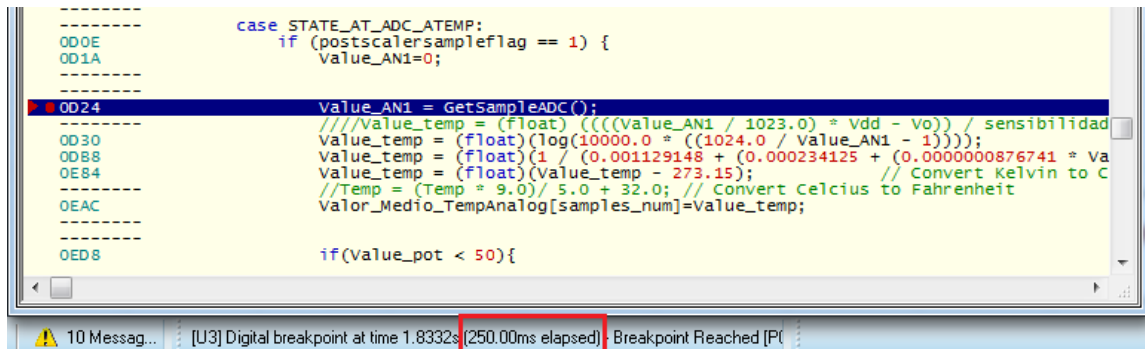 --------
-------- case STATE_AT_ADC_ATEMP:
0D0E if (postscalersampleflag == 1) {
0D1A Value_AN1=0;
--------
--------
0D24 Value_AN1 = GetSampleADC();
-------- ////Value_temp = (float) ((((Value_AN1 / 1023.0) * Vdd - Vo)) / sensibilidad
0D30 Value_temp = (float)(log(10000.0 * ((1024.0 / Value_AN1 - 1))));
0DB8 Value_temp = (float)(1 / (0.001129148 + (0.000234125 + (0.0000000876741 * Va
0E84 Value_temp = (float)(Value_temp - 273.15); // Convert Kelvin to C
-------- //Temp = (Temp * 9.0)/ 5.0 + 32.0; // Convert Celcius to Fahrenheit
0EAC Valor_Medio_TempAnalog[samples_num]=Value_temp;
--------
--------
0ED8 if(Value_pot < 50){
10 Messag... [U3] Digital breakpoint at time 1.8332s (250.00ms elapsed) - Breakpoint Reached [P